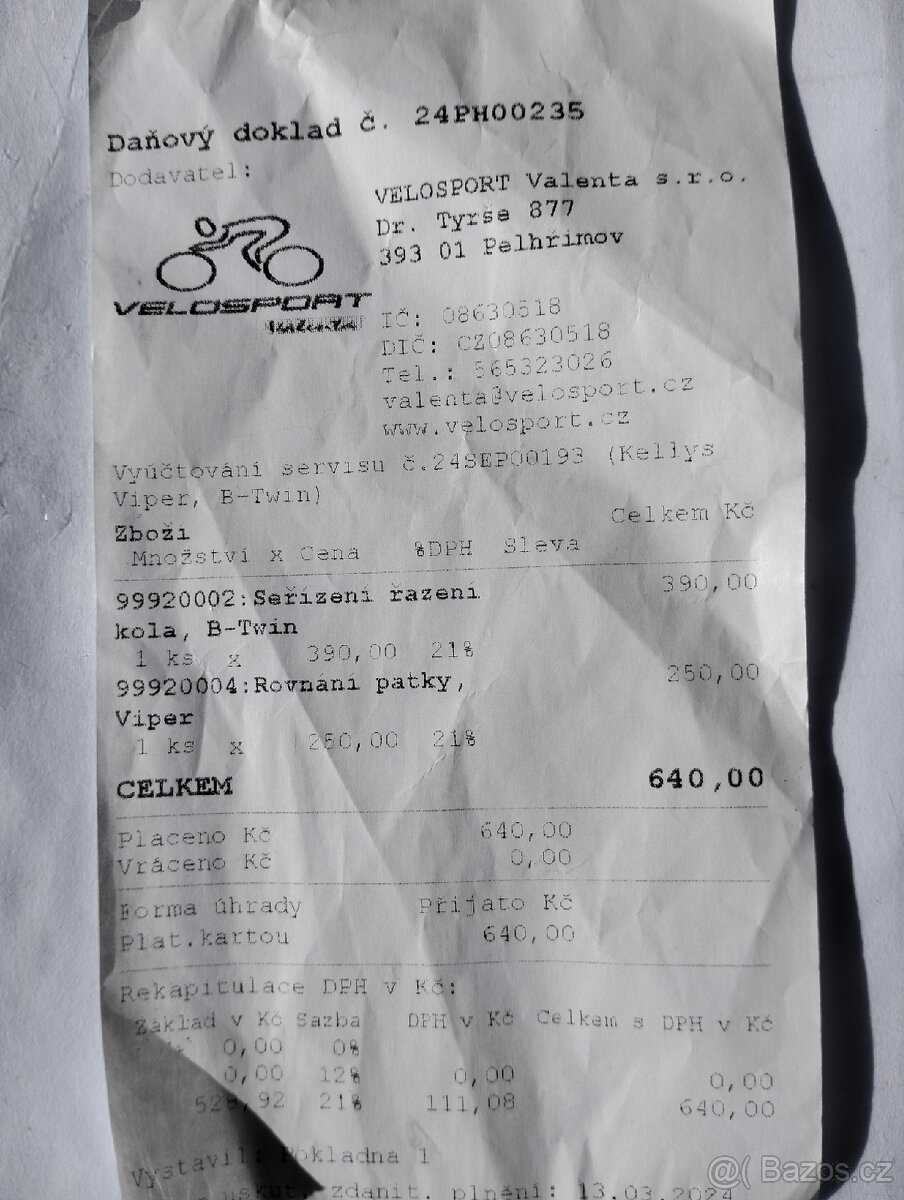 Daňový doklad č. 24PH00235
Dodavatel:
VELOSPORT Valenta s.r.o.
Dr. Tyrše 877
393 01 Pelhřimov
VELOSPORT
IČ: 08630518
DIČ: CZ08630518
Tel.: 565323026
valenta@velosport.cz
www.velosport.cz
Vyúčtování servisu č.24SEP00193 (Kellys
Viper, B-Twin)
Celkem Kč
Zboží
Množství x Cena %DPH Sleva
99920002:Seřízení řazení 390,00
kola, B-Twin
1 ks x 390,00 21%
99920004:Rovnání patky, 250,00
Viper
1 ks x 250,00 21%
CELKEM 640,00
Placeno Kč 640,00
Vráceno Kč 0,00
Forma úhrady Přijato Kč
Plat.kartou 640,00
Rekapitulace DPH v Kč:
Základ v Kč Sazba DPH v Kč Celkem s DPH v Kč
0,00 0%
0,00 12% 0,00 0,00
528,92 21% 111,08 640,00
Vystavil: Pokladna 1
uskut. zdanit. plnění: 13.03.2024
@( Bazos.cz